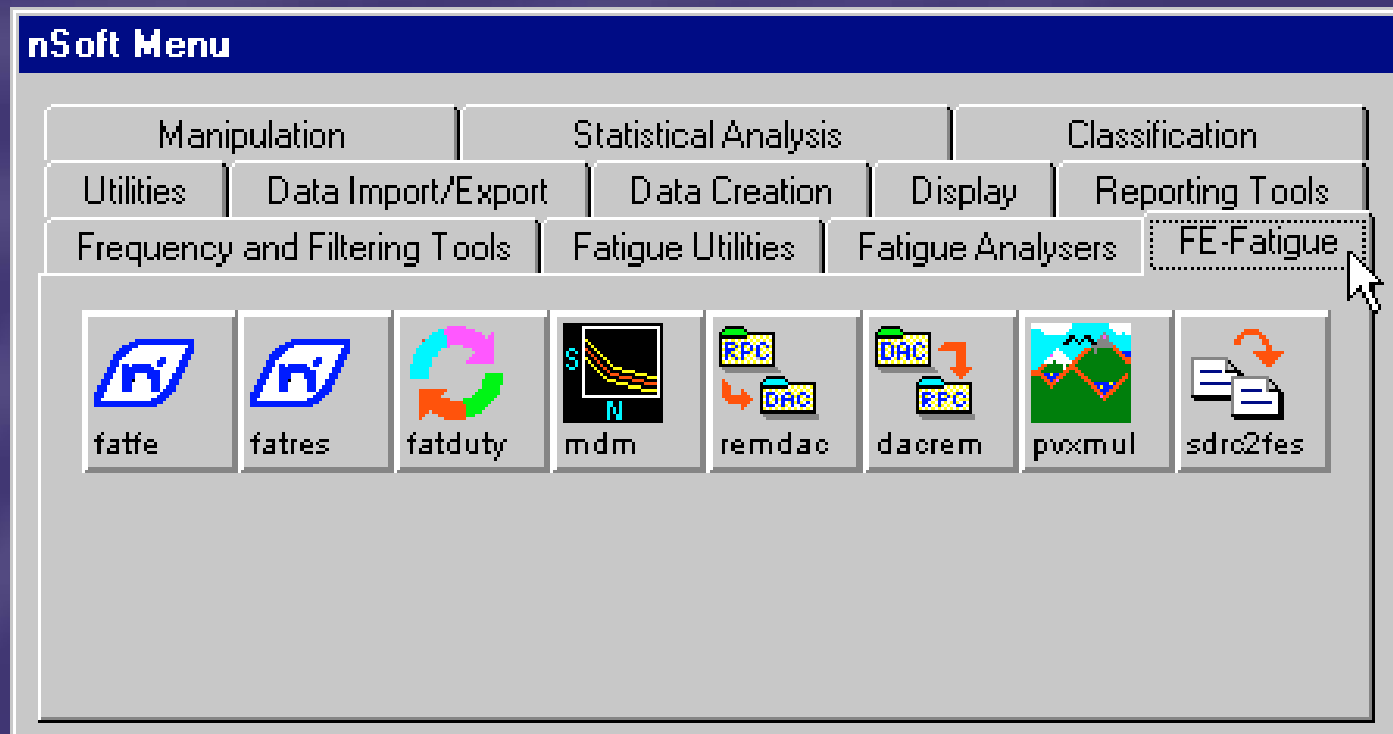 nSoft Menu
Manipulation Statistical Analysis Classification
Utilities Data Import/Export Data Creation Display Reporting Tools
Frequency and Filtering Tools Fatigue Utilities Fatigue Analysers FE-Fatigue
n n S RPC DAC
N DAC RPC
fatfe fatres fatduty mdm remdac dacrem pvxmul sdrc2fes